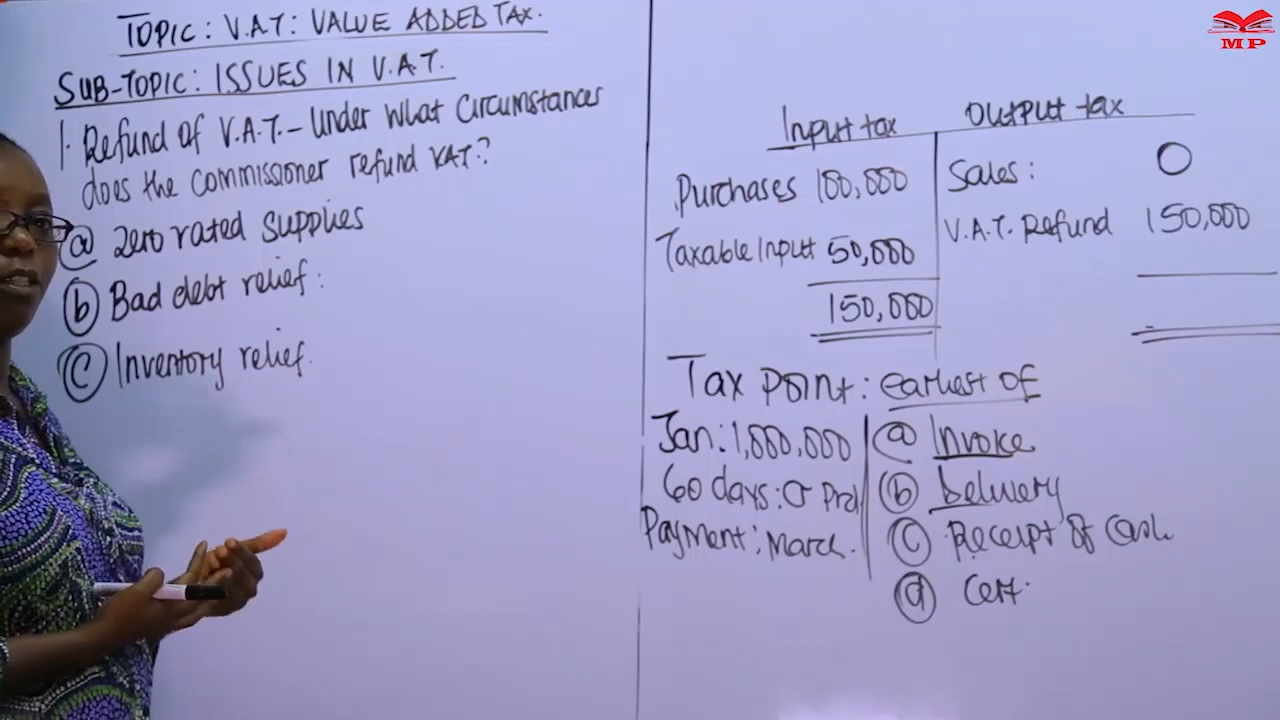 TOPIC: V.A.T: VALUE ADDED TAX.
SUB-TOPIC: ISSUES IN V.A.T.
1. Refund of V.A.T. - Under what circumstances
does the commissioner refund VAT?
(a) Zero rated supplies
(b) Bad debt relief:
(c) Inventory relief.
Input tax
Output tax
Purchases 100,000
Sales: 0
Taxable Input 50,000
V.A.T. Refund 150,000
150,000
Tax Point: earliest of
Jan: 1,000,000
(a) Invoice
60 days: Cr Prd
(b) Delivery
Payment: March.
(c) Receipt of Cash
(d) Cert.
MP